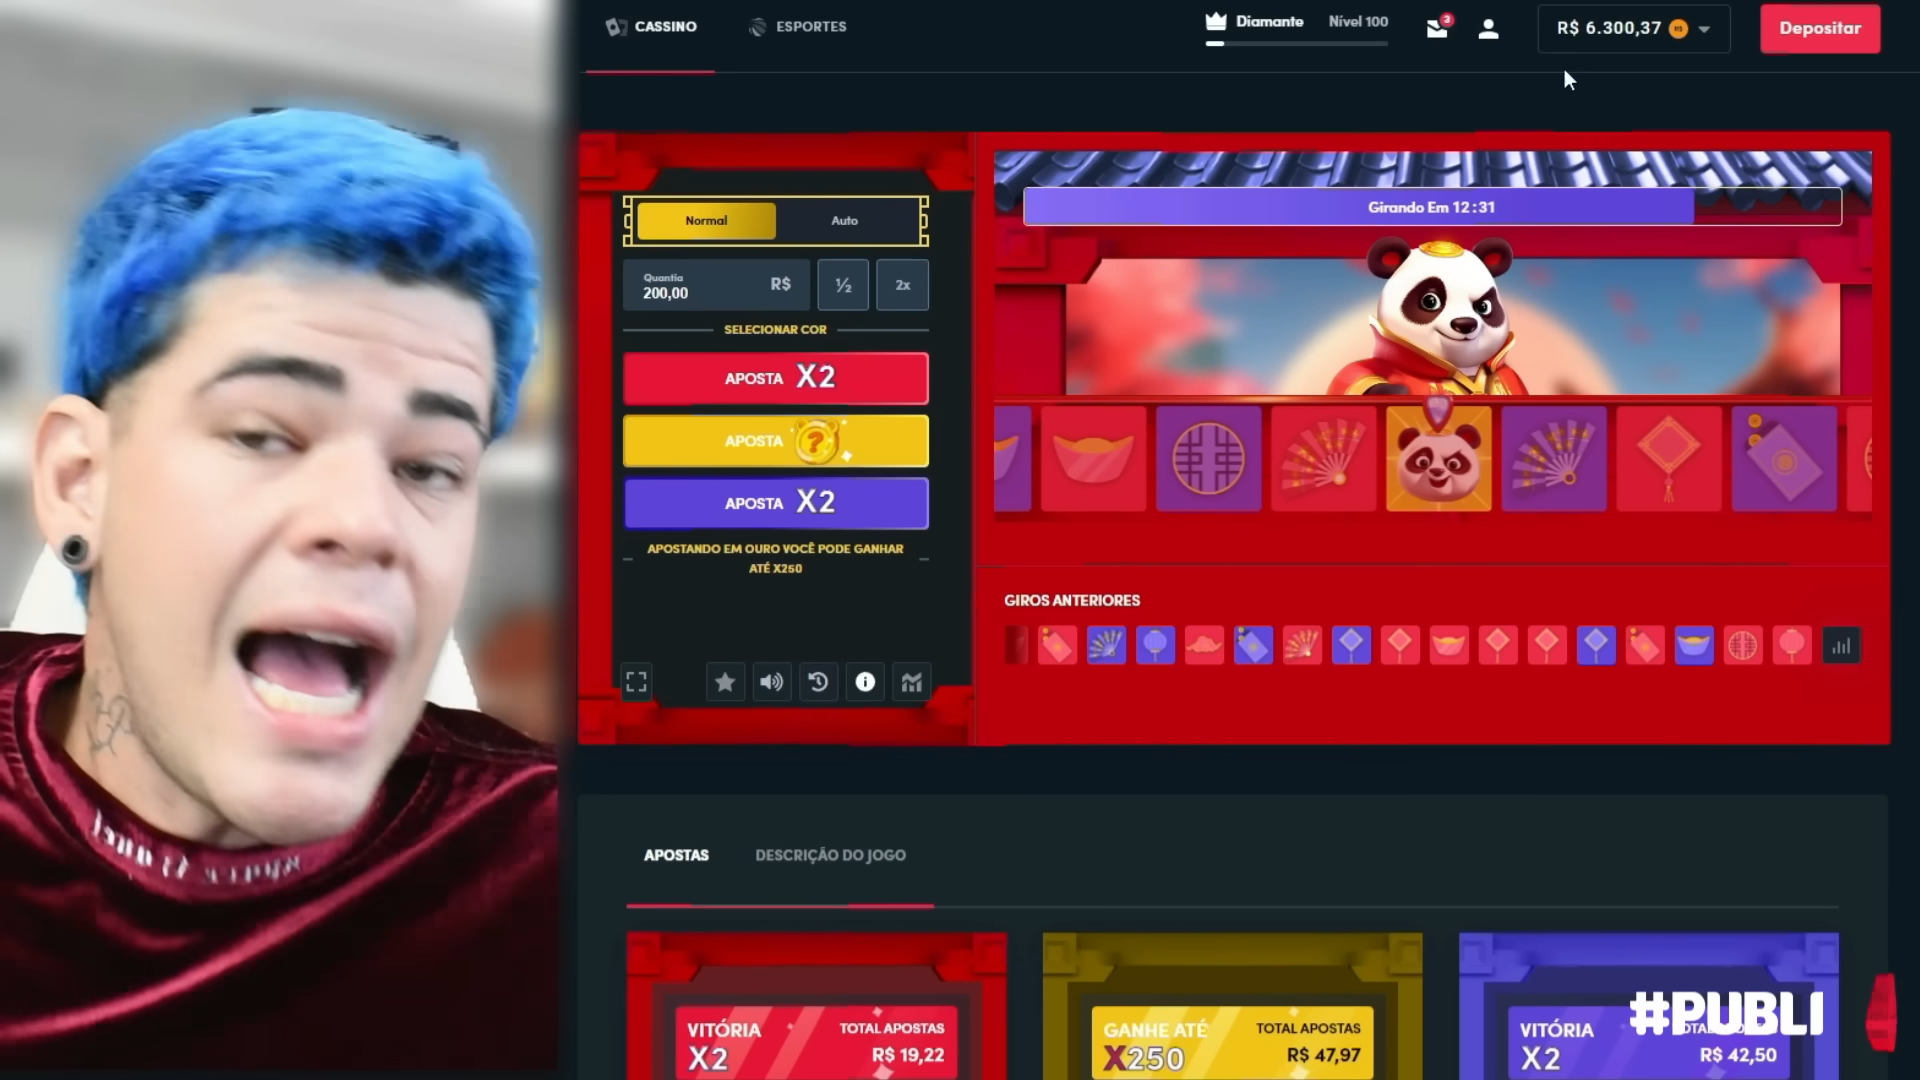 CASSINO
ESPORTES
Diamante Nível 100
3
R$ 6.300,37 R$
Depositar
Normal Auto
Quantia
200,00 R$
½ 2x
SELECIONAR COR
APOSTA X2
APOSTA ?
APOSTA X2
APOSTANDO EM OURO VOCÊ PODE GANHAR
ATÉ X250
Girando Em 12:31
GIROS ANTERIORES
APOSTAS
DESCRIÇÃO DO JOGO
VITÓRIA
X2
TOTAL APOSTAS
R$ 19,22
GANHE ATÉ
X250
TOTAL APOSTAS
R$ 47,97
VITÓRIA
X2
R$ 42,50
#PUBLI